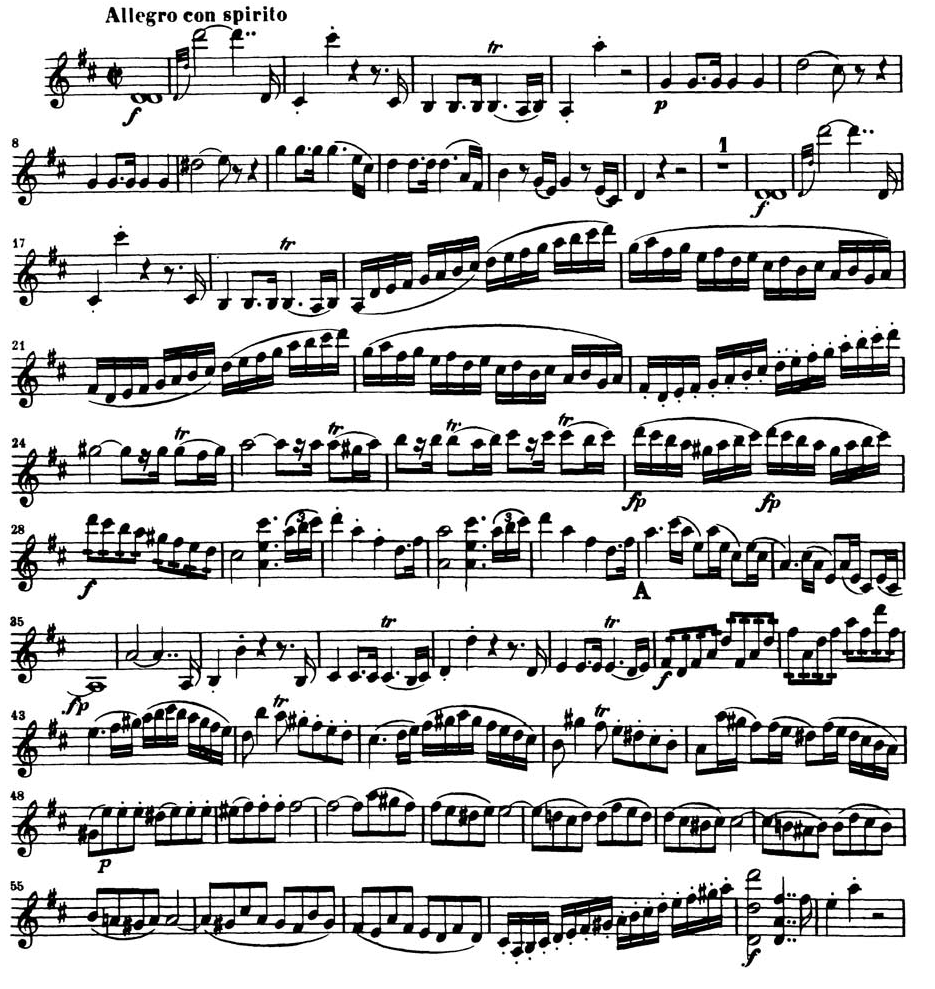 Allegro con spirito
tr
f
p
8
1
f
17
tr
21
24
tr tr tr tr
fp fp
28
3 3
f
A
35
tr tr
fp f
43
tr tr
48
p
55
f